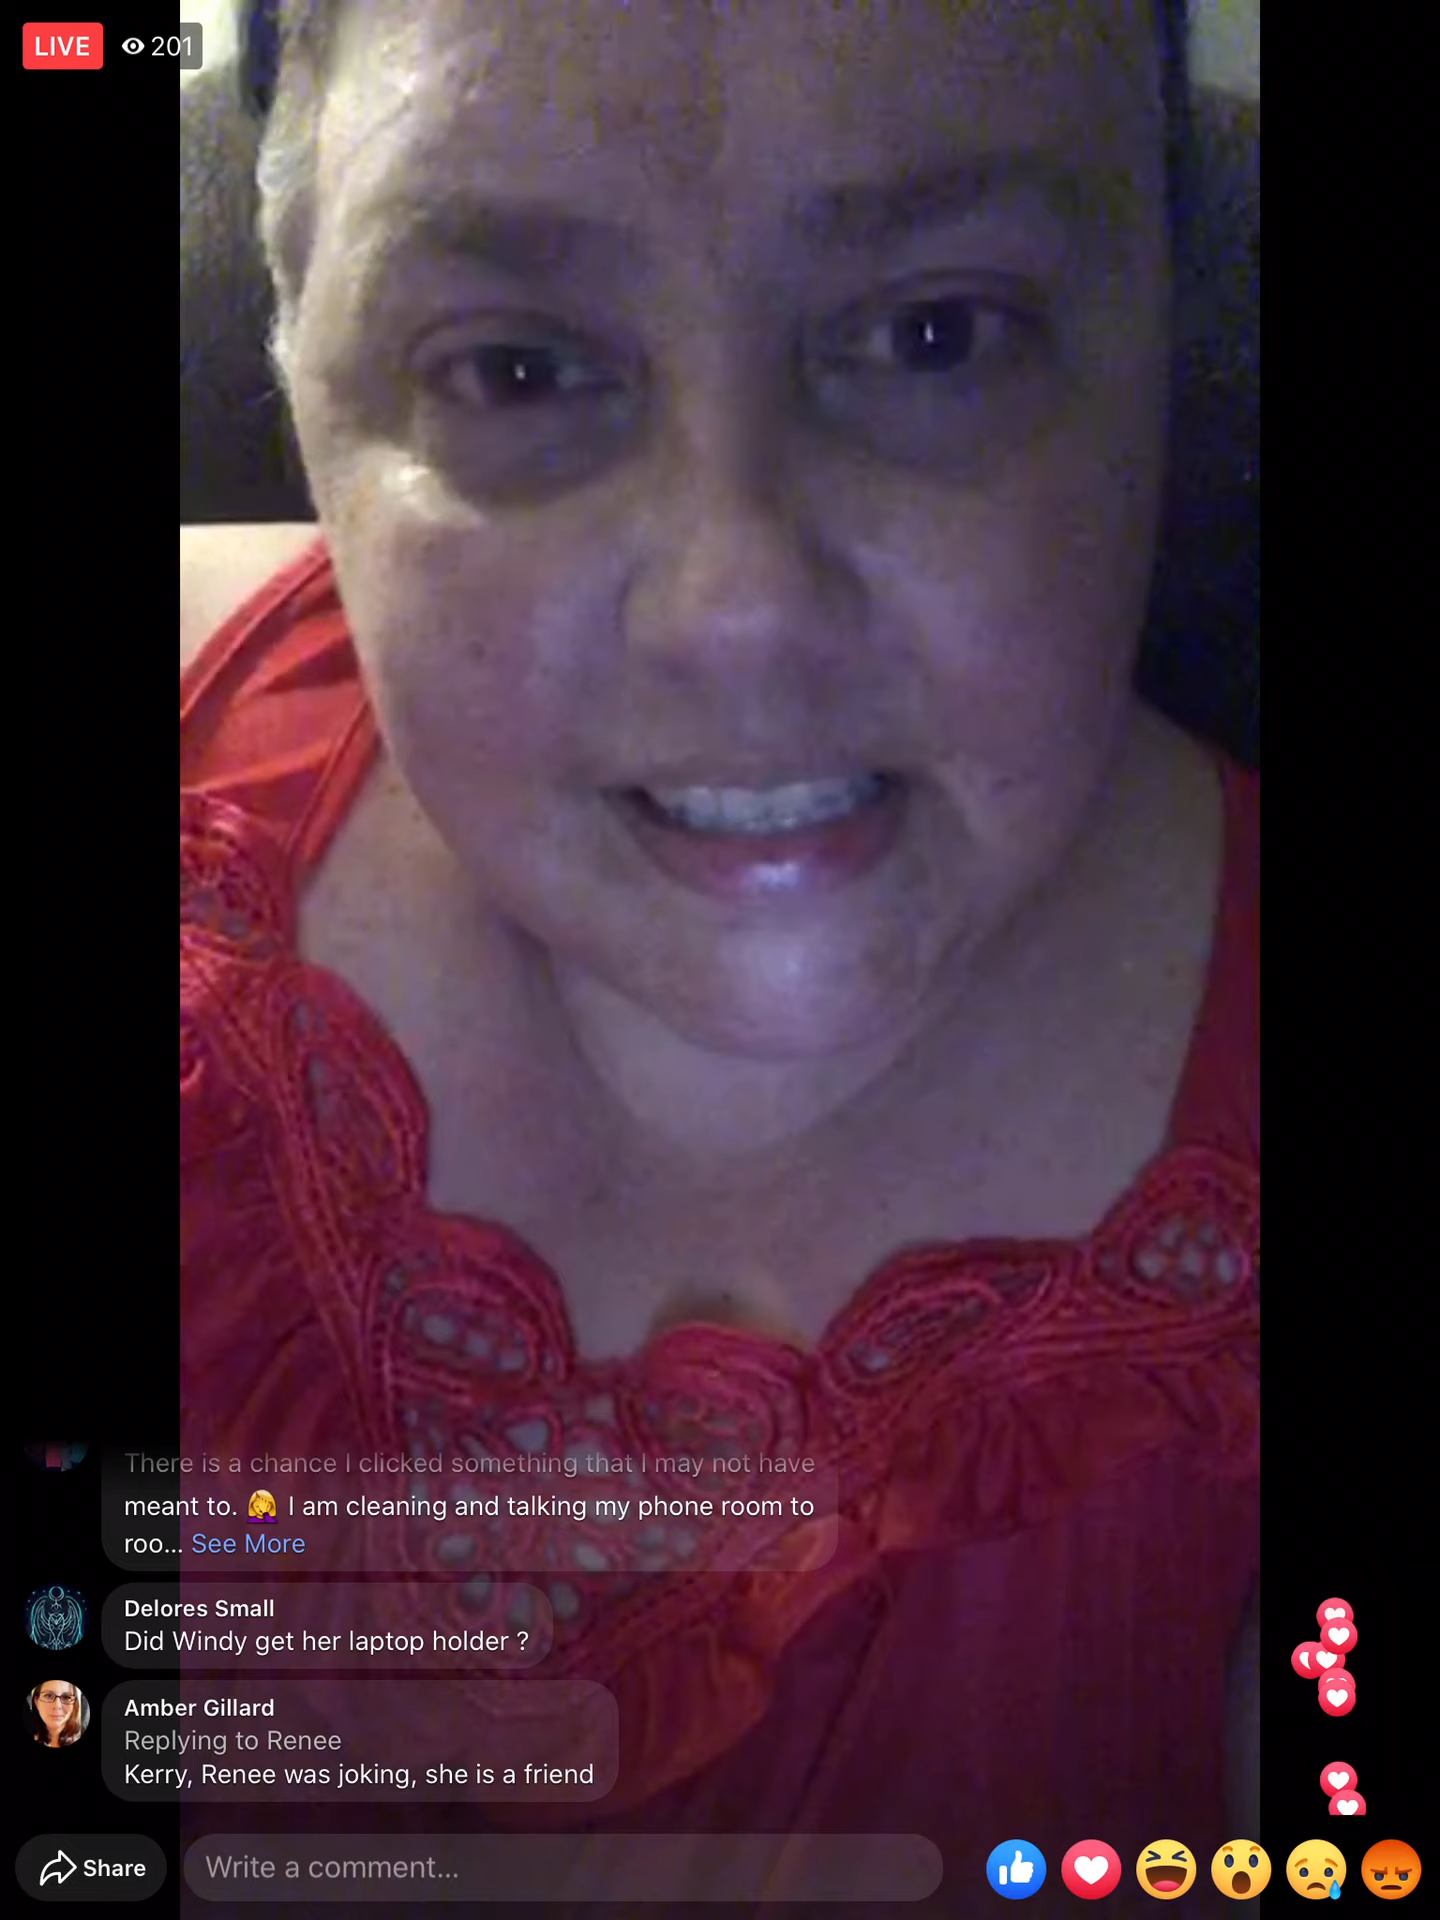 LIVE 201
There is a chance I clicked something that I may not have
meant to. 🤦‍♀️ I am cleaning and talking my phone room to
roo... See More
Delores Small
Did Windy get her laptop holder ?
Amber Gillard
Replying to Renee
Kerry, Renee was joking, she is a friend
Share
Write a comment...